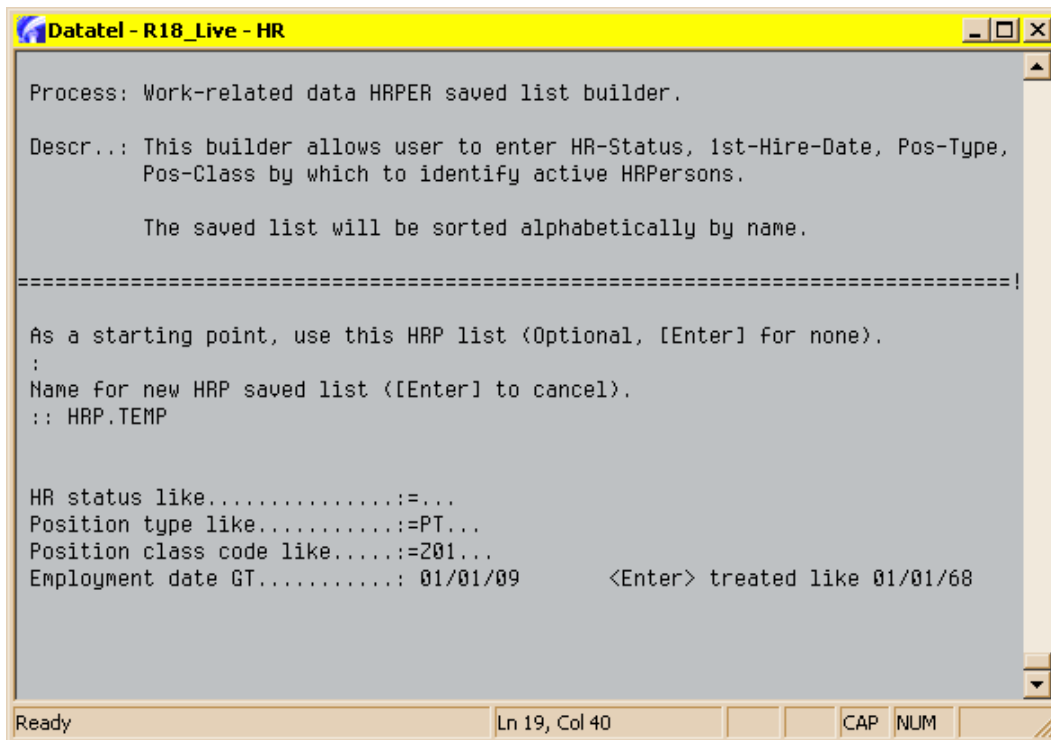 Datatel - R18_Live - HR
Process: Work-related data HRPER saved list builder.
Descr..: This builder allows user to enter HR-Status, 1st-Hire-Date, Pos-Type,
Pos-Class by which to identify active HRPersons.
The saved list will be sorted alphabetically by name.
===============================================================================!
As a starting point, use this HRP list (Optional, [Enter] for none).
:
Name for new HRP saved list ([Enter] to cancel).
:: HRP.TEMP
HR status like...............:=...
Position type like...........:=PT...
Position class code like.....:=Z01...
Employment date GT...........: 01/01/09 <Enter> treated like 01/01/68
Ready Ln 19, Col 40 CAP NUM